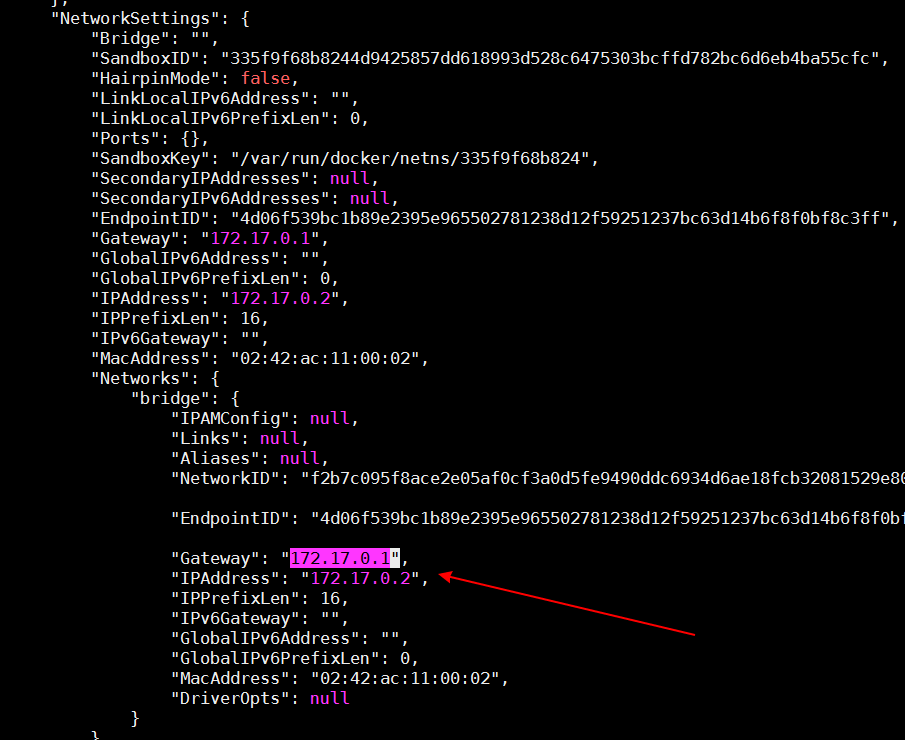 },
"NetworkSettings": {
"Bridge": "",
"SandboxID": "335f9f68b8244d9425857dd618993d528c6475303bcffd782bc6d6eb4ba55cfc",
"HairpinMode": false,
"LinkLocalIPv6Address": "",
"LinkLocalIPv6PrefixLen": 0,
"Ports": {},
"SandboxKey": "/var/run/docker/netns/335f9f68b824",
"SecondaryIPAddresses": null,
"SecondaryIPv6Addresses": null,
"EndpointID": "4d06f539bc1b89e2395e965502781238d12f59251237bc63d14b6f8f0bf8c3ff",
"Gateway": "172.17.0.1",
"GlobalIPv6Address": "",
"GlobalIPv6PrefixLen": 0,
"IPAddress": "172.17.0.2",
"IPPrefixLen": 16,
"IPv6Gateway": "",
"MacAddress": "02:42:ac:11:00:02",
"Networks": {
"bridge": {
"IPAMConfig": null,
"Links": null,
"Aliases": null,
"NetworkID": "f2b7c095f8ace2e05af0cf3a0d5fe9490ddc6934d6ae18fcb32081529e80
"EndpointID": "4d06f539bc1b89e2395e965502781238d12f59251237bc63d14b6f8f0bf
"Gateway": "172.17.0.1",
"IPAddress": "172.17.0.2",
"IPPrefixLen": 16,
"IPv6Gateway": "",
"GlobalIPv6Address": "",
"GlobalIPv6PrefixLen": 0,
"MacAddress": "02:42:ac:11:00:02",
"DriverOpts": null
}
}